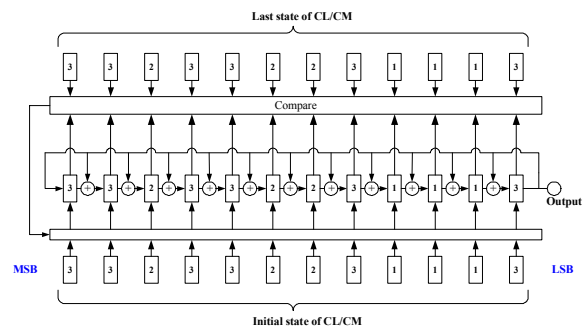 Last state of CL/CM
3 3 2 3 3 2 2 3 1 1 1 3
Compare
3 + 3 + 2 + 3 + 3 + 2 + 2 + 3 + 1 + 1 + 1 + 3
Output
MSB 3 3 2 3 3 2 2 3 1 1 1 3 LSB
Initial state of CL/CM